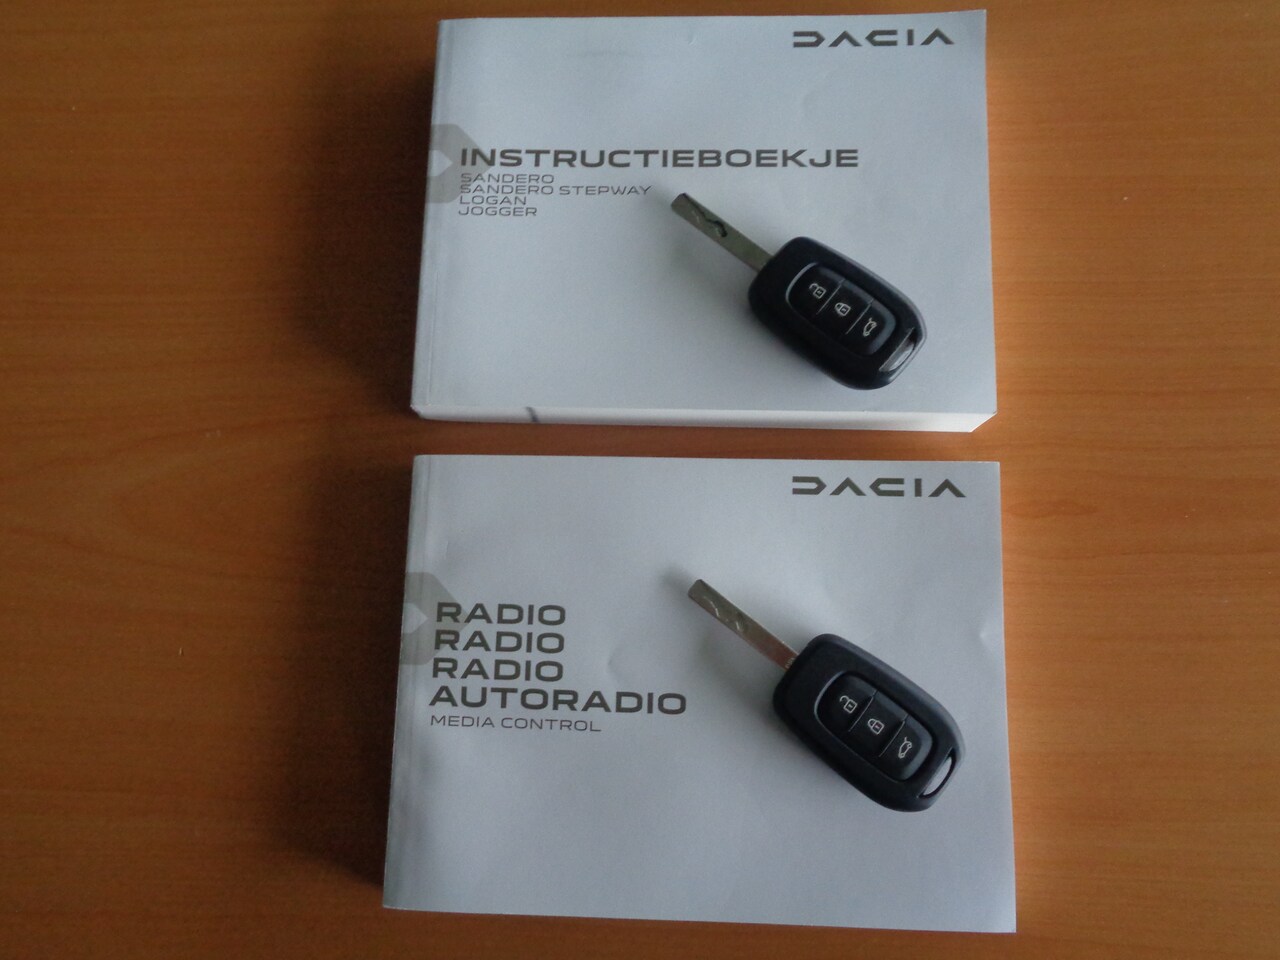 DACIA
INSTRUCTIEBOEKJE
SANDERO
SANDERO STEPWAY
LOGAN
JOGGER
DACIA
RADIO
RADIO
RADIO
AUTORADIO
MEDIA CONTROL